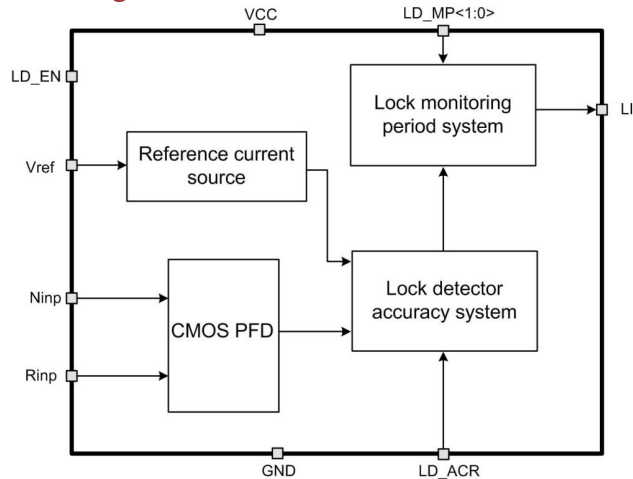 VCC
LD_MP<1:0>
LD_EN
Lock monitoring
period system
LI
Vref
Reference current
source
Ninp
CMOS PFD
Lock detector
accuracy system
Rinp
GND
LD_ACR